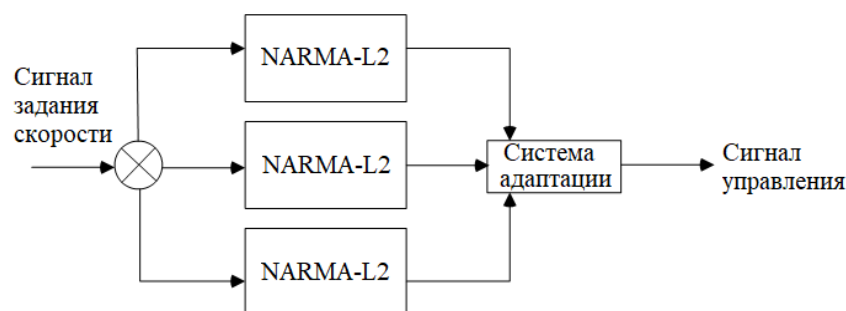 NARMA-L2
Сигнал
задания
скорости
NARMA-L2
Система
адаптации
Сигнал
управления
NARMA-L2